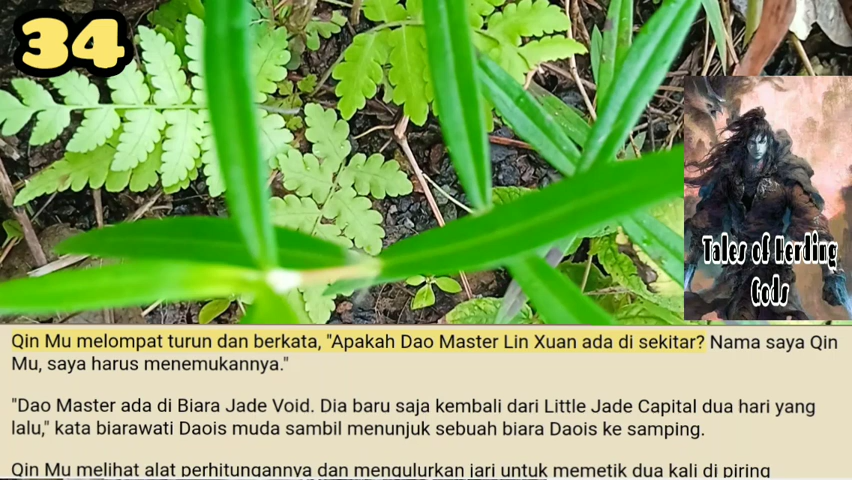 34
Tales of Herding
Gods
Qin Mu melompat turun dan berkata, "Apakah Dao Master Lin Xuan ada di sekitar? Nama saya Qin
Mu, saya harus menemukannya."
"Dao Master ada di Biara Jade Void. Dia baru saja kembali dari Little Jade Capital dua hari yang
lalu," kata biarawati Daois muda sambil menunjuk sebuah biara Daois ke samping.
Qin Mu melihat alat perhitungannya dan mengulurkan jari untuk memetik dua kali di piring